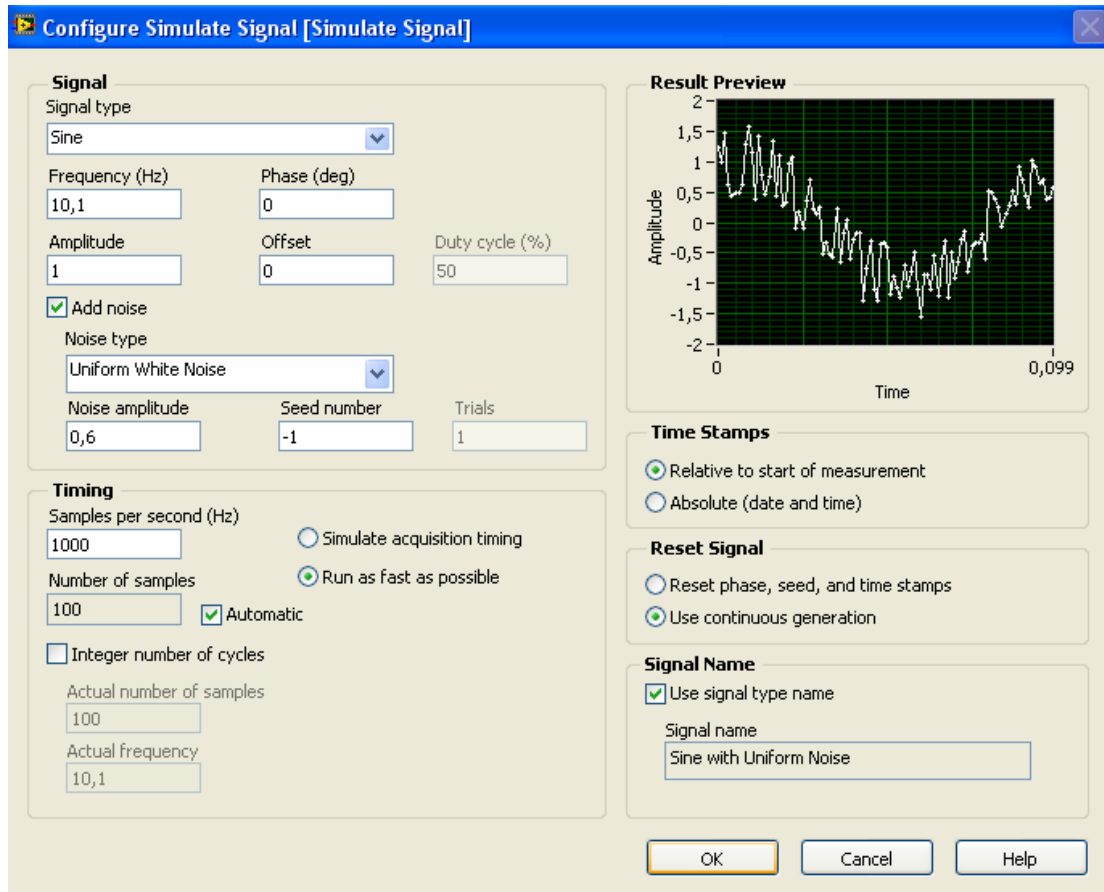 Configure Simulate Signal [Simulate Signal]
Signal
Signal type
Sine
Frequency (Hz) Phase (deg)
10,1 0
Amplitude Offset Duty cycle (%)
1 0 50
Add noise
Noise type
Uniform White Noise
Noise amplitude Seed number Trials
0,6 -1 1
Timing
Samples per second (Hz)
1000
Simulate acquisition timing
Run as fast as possible
Number of samples
100
Automatic
Integer number of cycles
Actual number of samples
100
Actual frequency
10,1
Result Preview
Amplitude
2
1,5
1
0,5
0
-0,5
-1
-1,5
-2
0 0,099
Time
Time Stamps
Relative to start of measurement
Absolute (date and time)
Reset Signal
Reset phase, seed, and time stamps
Use continuous generation
Signal Name
Use signal type name
Signal name
Sine with Uniform Noise
OK Cancel Help